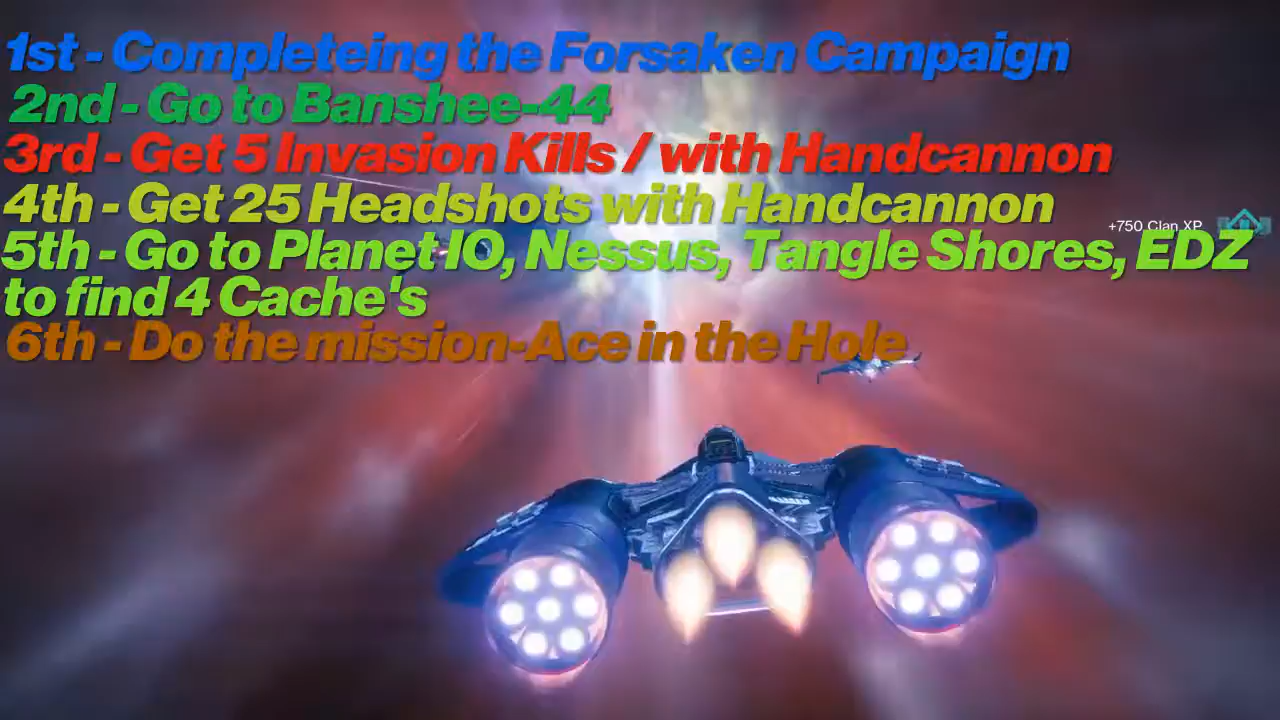 1st - Completeing the Forsaken Campaign
2nd - Go to Banshee-44
3rd - Get 5 Invasion Kills / with Handcannon
4th - Get 25 Headshots with Handcannon
+750 Clan XP
5th - Go to Planet IO, Nessus, Tangle Shores, EDZ
to find 4 Cache's
6th - Do the mission-Ace in the Hole